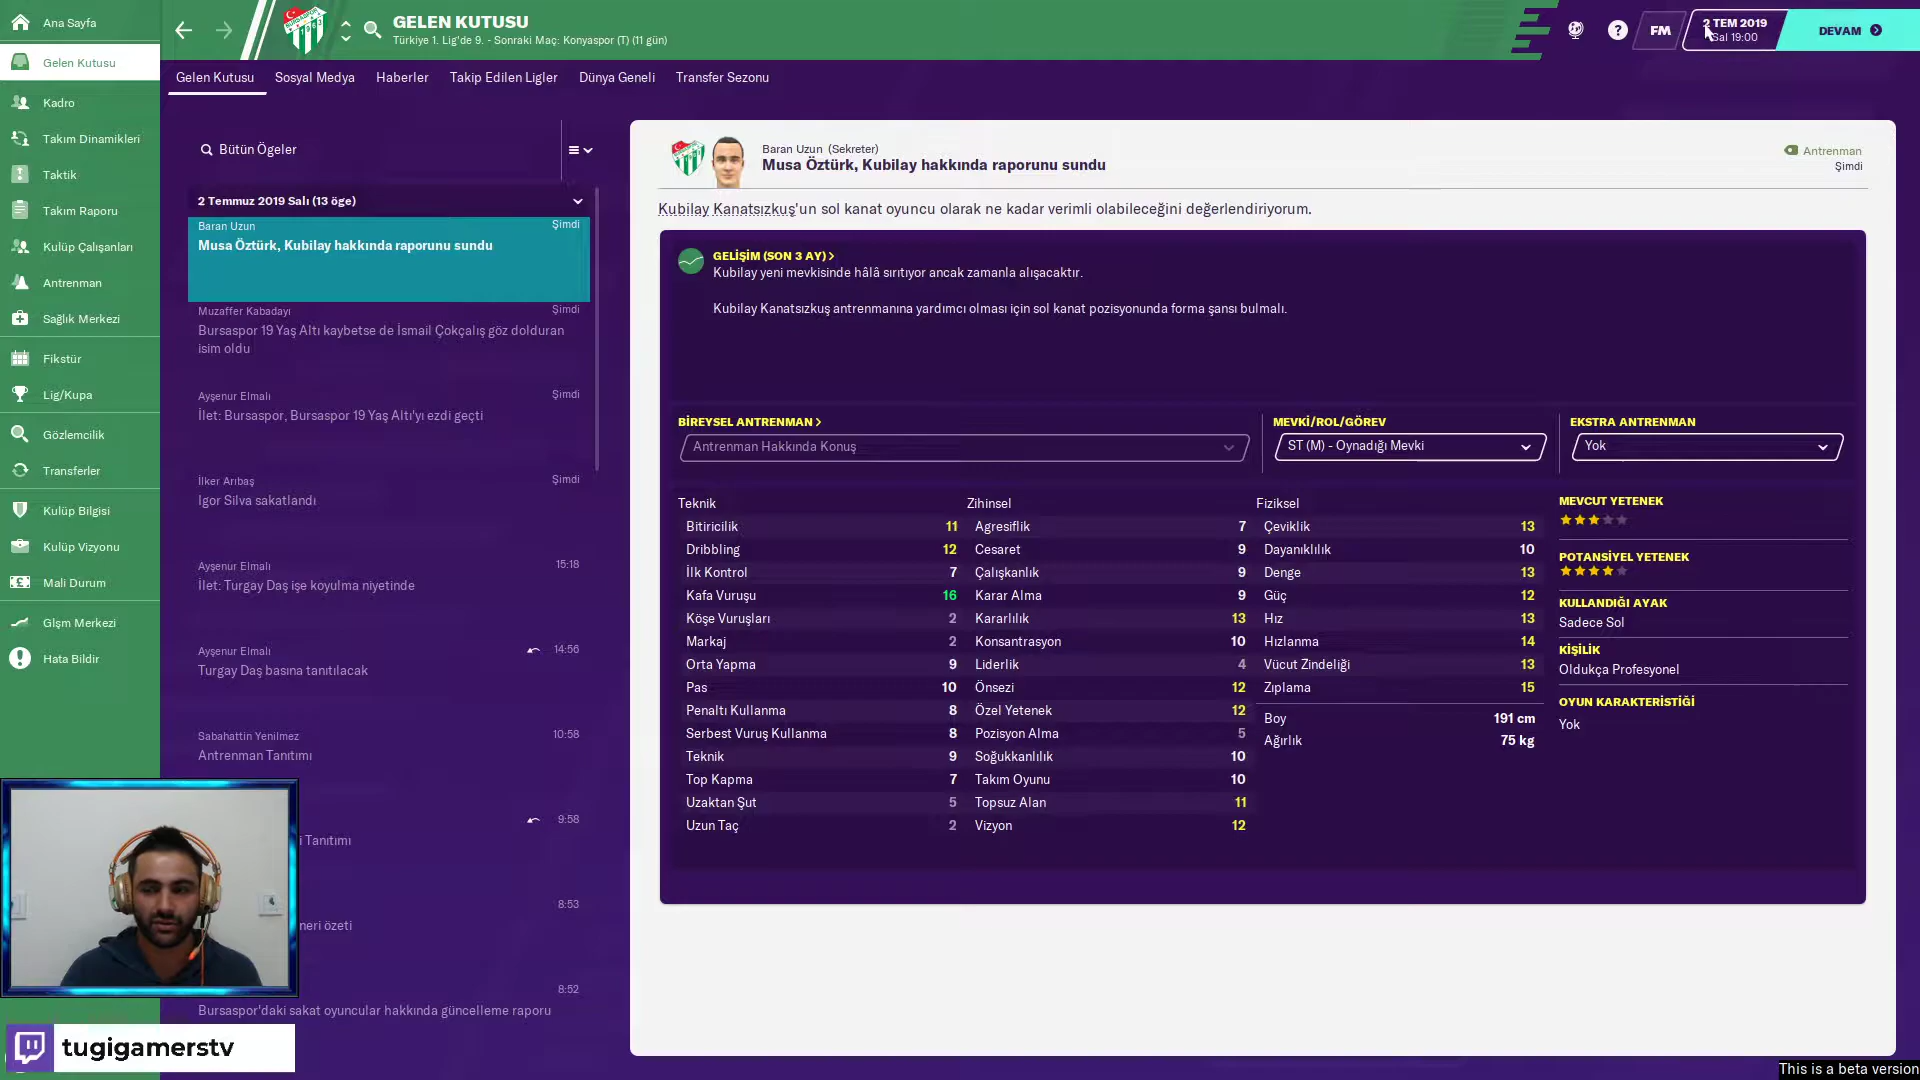 Ana Sayfa
Gelen Kutusu
Kadro
Takım Dinamikleri
Taktik
Takım Raporu
Kulüp Çalışanları
Antrenman
Sağlık Merkezi
Fikstür
Lig/Kupa
Gözlemcilik
Transferler
Kulüp Bilgisi
Kulüp Vizyonu
Mali Durum
Glşm Merkezi
Hata Bildir
GELEN KUTUSU
Türkiye 1. Lig'de 9. - Sonraki Maç: Konyaspor (T) (11 gün)
?
FM
2 TEM 2019
Sal 19:00
DEVAM
Gelen Kutusu Sosyal Medya Haberler Takip Edilen Ligler Dünya Geneli Transfer Sezonu
Bütün Ögeler
2 Temmuz 2019 Salı (13 öge)
Baran Uzun Şimdi
Musa Öztürk, Kubilay hakkında raporunu sundu
Muzaffer Kabadayı Şimdi
Bursaspor 19 Yaş Altı kaybetse de İsmail Çokçalış göz dolduran
isim oldu
Ayşenur Elmalı Şimdi
İlet: Bursaspor, Bursaspor 19 Yaş Altı'yı ezdi geçti
İlker Arıbaş Şimdi
Igor Silva sakatlandı
Ayşenur Elmalı 15:18
İlet: Turgay Daş işe koyulma niyetinde
Ayşenur Elmalı 14:56
Turgay Daş basına tanıtılacak
Sabahattin Yenilmez 10:58
Antrenman Tanıtımı
9:58
i Tanıtımı
8:53
neri özeti
8:52
Bursaspor'daki sakat oyuncular hakkında güncelleme raporu
Baran Uzun (Sekreter)
Musa Öztürk, Kubilay hakkında raporunu sundu
Antrenman
Şimdi
Kubilay Kanatsızkuş'un sol kanat oyuncu olarak ne kadar verimli olabileceğini değerlendiriyorum.
GELİŞİM (SON 3 AY) >
Kubilay yeni mevkisinde hâlâ sırıtıyor ancak zamanla alışacaktır.
Kubilay Kanatsızkuş antrenmanına yardımcı olması için sol kanat pozisyonunda forma şansı bulmalı.
BİREYSEL ANTRENMAN >
Antrenman Hakkında Konuş
MEVKİ/ROL/GÖREV
ST (M) - Oynadığı Mevki
EKSTRA ANTRENMAN
Yok
Teknik
Bitiricilik 11
Dribbling 12
İlk Kontrol 7
Kafa Vuruşu 16
Köşe Vuruşları 2
Markaj 2
Orta Yapma 9
Pas 10
Penaltı Kullanma 8
Serbest Vuruş Kullanma 8
Teknik 9
Top Kapma 7
Uzaktan Şut 5
Uzun Taç 2
Zihinsel
Agresiflik 7
Cesaret 9
Çalışkanlık 9
Karar Alma 9
Kararlılık 13
Konsantrasyon 10
Liderlik 4
Önsezi 12
Özel Yetenek 12
Pozisyon Alma 5
Soğukkanlılık 10
Takım Oyunu 10
Topsuz Alan 11
Vizyon 12
Fiziksel
Çeviklik 13
Dayanıklılık 10
Denge 13
Güç 12
Hız 13
Hızlanma 14
Vücut Zindeliği 13
Zıplama 15
Boy 191 cm
Ağırlık 75 kg
MEVCUT YETENEK
POTANSİYEL YETENEK
KULLANDIĞI AYAK
Sadece Sol
KİŞİLİK
Oldukça Profesyonel
OYUN KARAKTERİSTİĞİ
Yok
tugigamerstv
This is a beta version